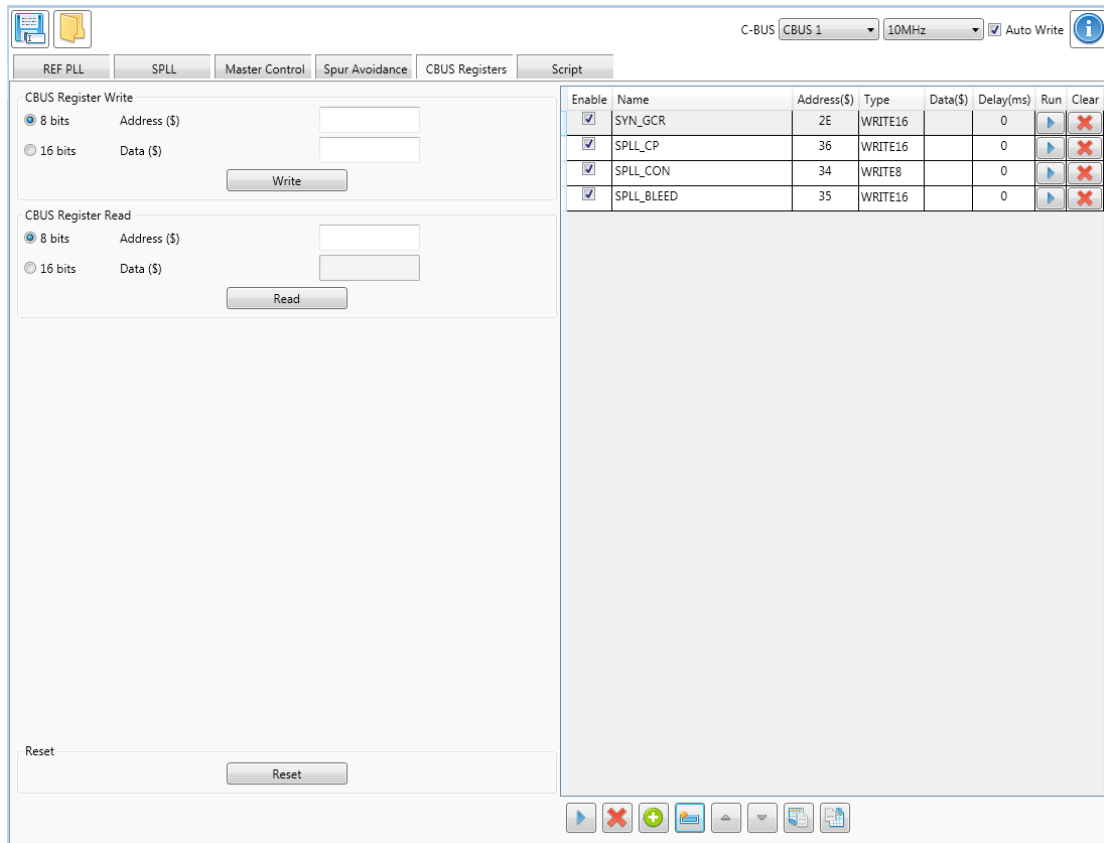 C-BUS CBUS 1 10MHz Auto Write
REF PLL SPLL Master Control Spur Avoidance CBUS Registers Script
CBUS Register Write
8 bits Address ($)
16 bits Data ($)
Write
CBUS Register Read
8 bits Address ($)
16 bits Data ($)
Read
Reset
Reset
Enable Name Address($) Type Data($) Delay(ms) Run Clear
SYN_GCR 2E WRITE16 0
SPLL_CP 36 WRITE16 0
SPLL_CON 34 WRITE8 0
SPLL_BLEED 35 WRITE16 0